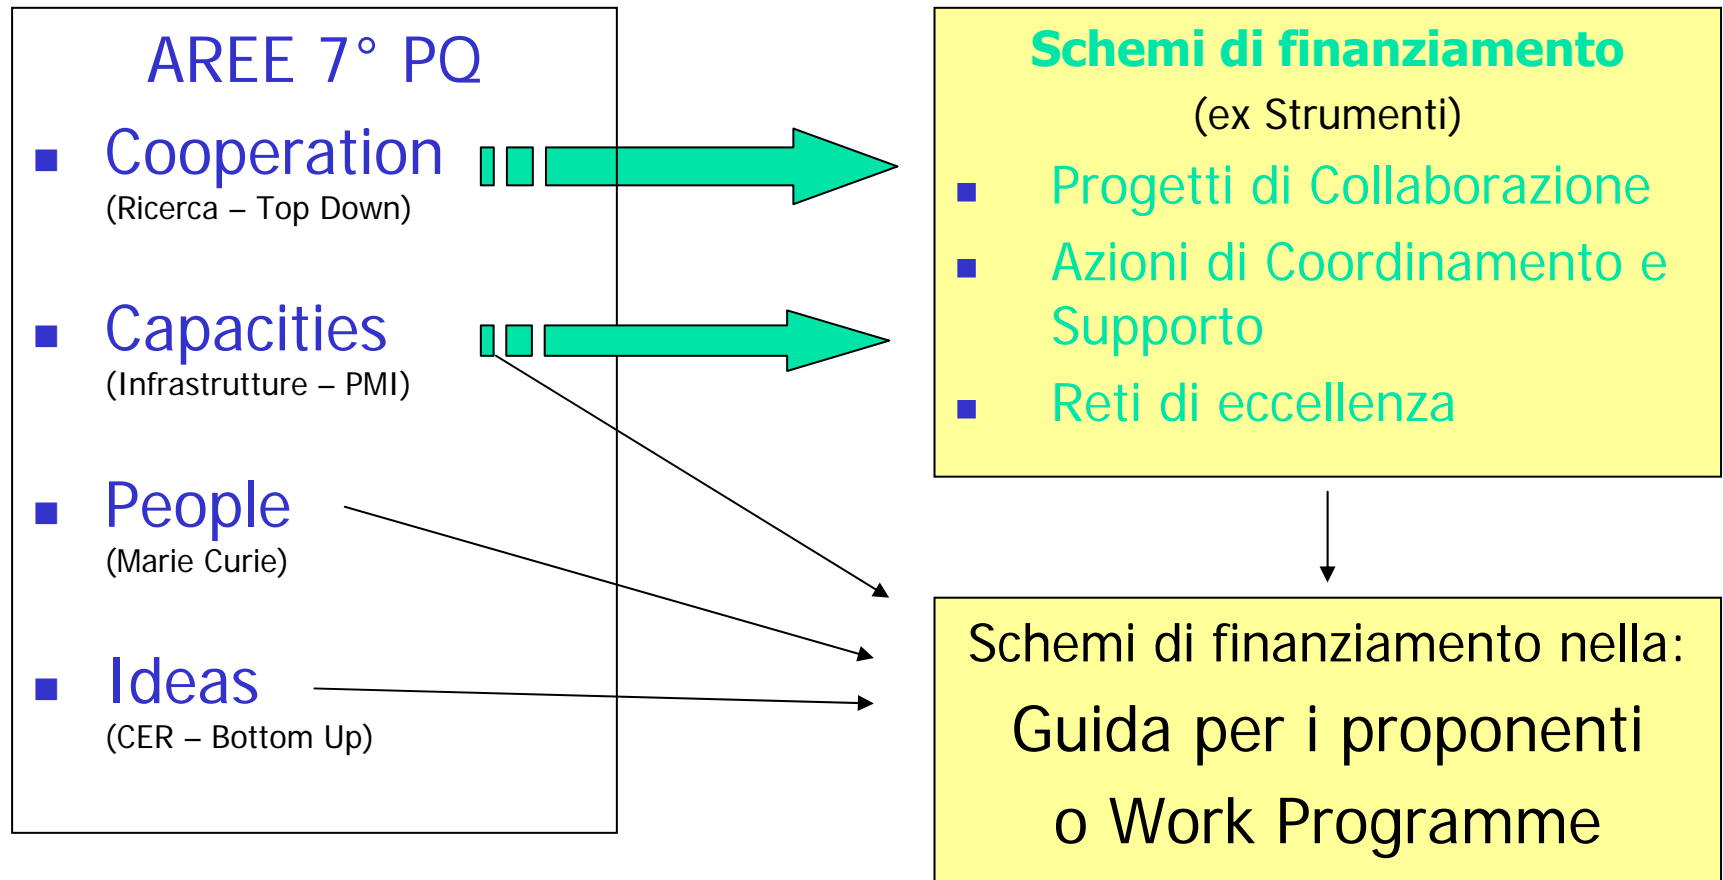 AREE 7° PQ
Cooperation
(Ricerca – Top Down)
Capacities
(Infrastrutture – PMI)
People
(Marie Curie)
Ideas
(CER – Bottom Up)
Schemi di finanziamento
(ex Strumenti)
Progetti di Collaborazione
Azioni di Coordinamento e
Supporto
Reti di eccellenza
Schemi di finanziamento nella:
Guida per i proponenti
o Work Programme